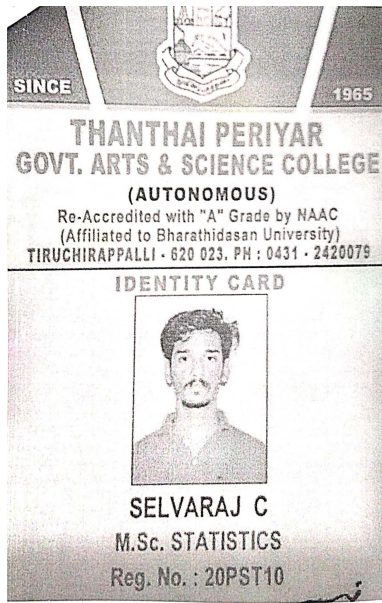 SINCE 1965
THANTHAI PERIYAR
GOVT. ARTS & SCIENCE COLLEGE
(AUTONOMOUS)
Re-Accredited with "A" Grade by NAAC
(Affiliated to Bharathidasan University)
TIRUCHIRAPPALLI - 620 023. PH : 0431 - 2420079
IDENTITY CARD
SELVARAJ C
M.Sc. STATISTICS
Reg. No. : 20PST10